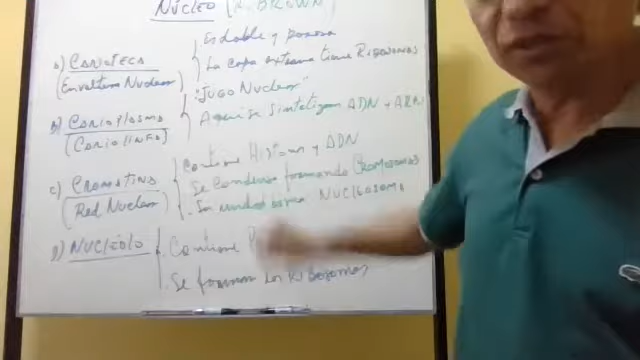 NÚCLEO (R. BROWN)
a) CARIOTECA
(Envoltura Nuclear)
Es doble y porosa
La capa externa tiene RIBOSOMAS
b) CARIOPLASMA
(CARIOLINFA)
"JUGO Nuclear"
Aquí se sintetizan ADN y ARN
c) CROMATINA
(Red Nuclear)
Contiene Histonas y ADN
Se condensa formando CROMOSOMAS
Su unidad básica NUCLEOSOMA
d) NUCLÉOLO
Contiene
Se forman los RIBOSOMAS